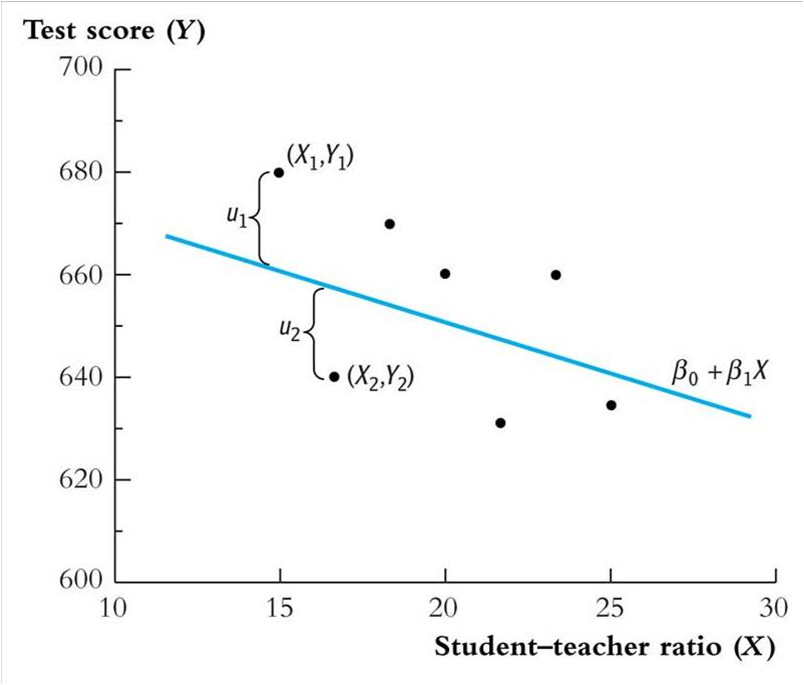 Test score (Y)
700
680
660
640
620
600
(X₁,Y₁)
u₁
u₂
(X₂,Y₂)
β₀ +β₁X
10 15 20 25 30
Student–teacher ratio (X)